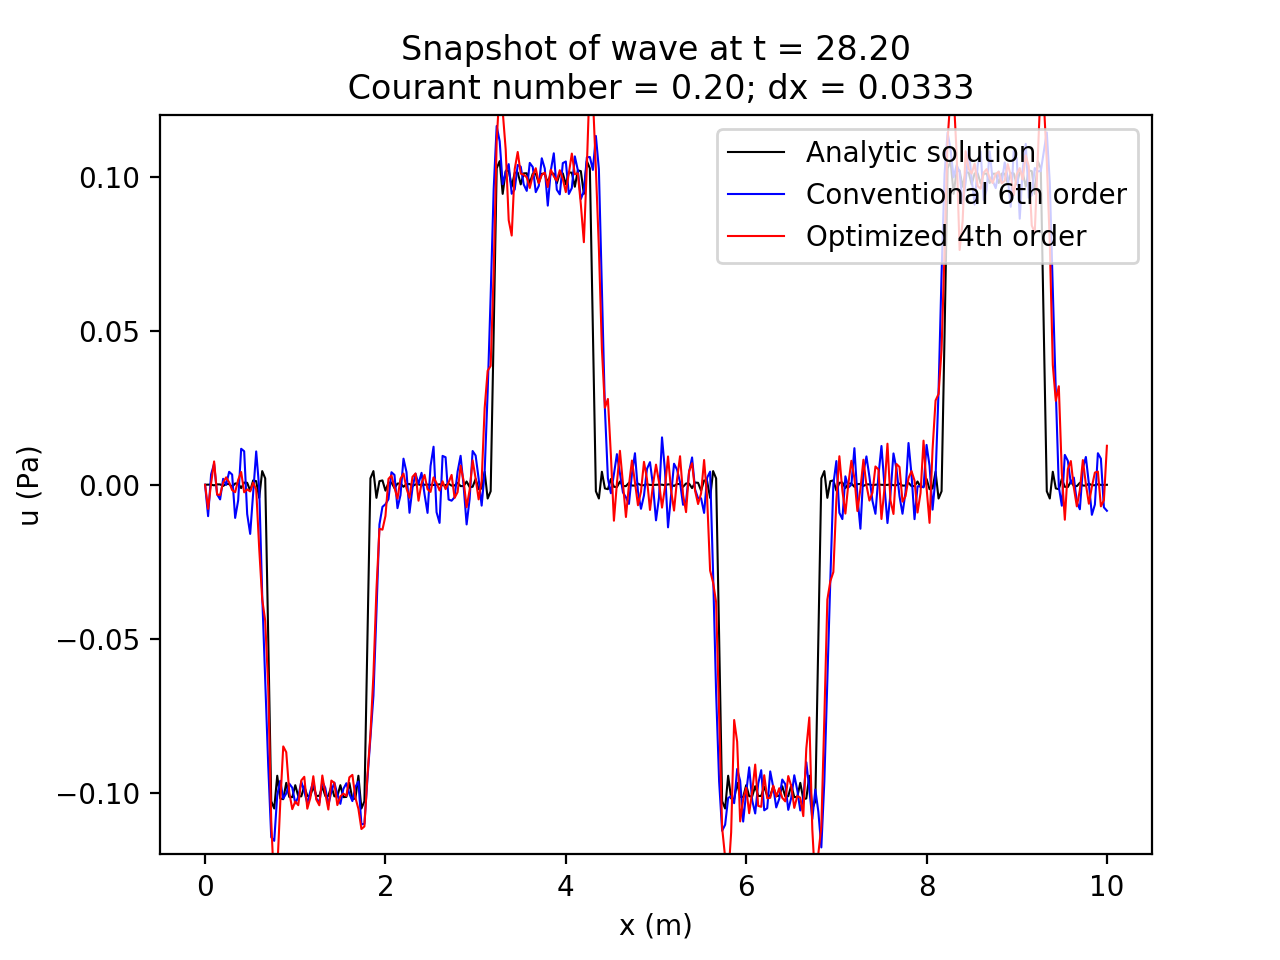 Snapshot of wave at t = 28.20
Courant number = 0.20; dx = 0.0333
Analytic solution
Conventional 6th order
Optimized 4th order
0.10
0.05
0.00
−0.05
−0.10
u (Pa)
0 2 4 6 8 10
x (m)